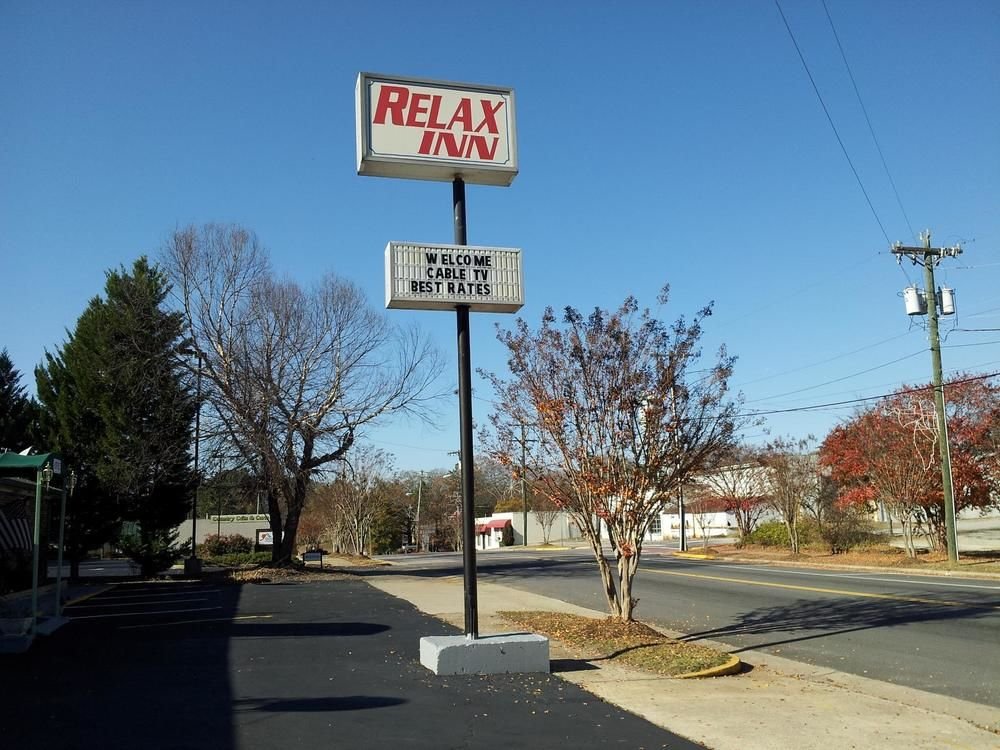 RELAX
INN
WELCOME
CABLE TV
BEST RATES